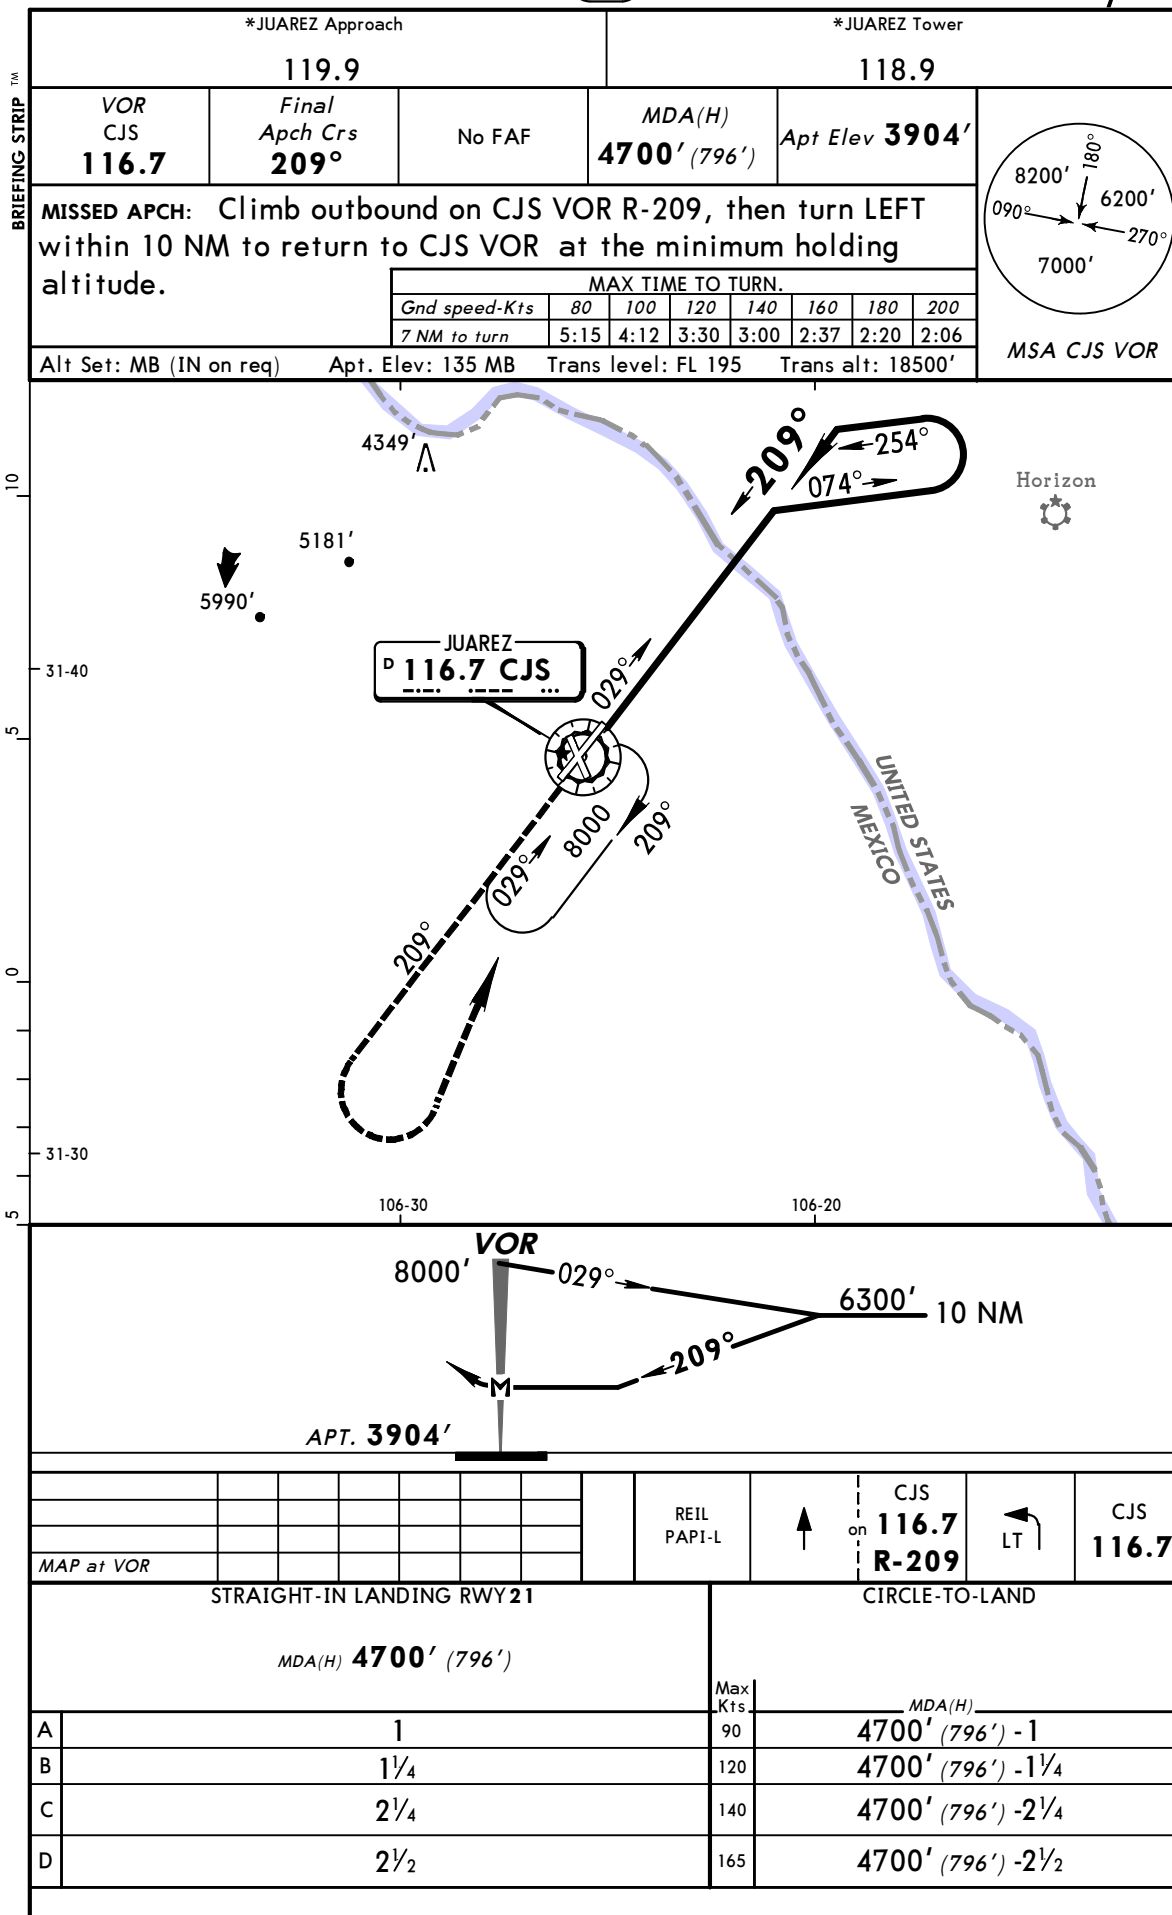 *JUAREZ Approach
119.9
*JUAREZ Tower
118.9
BRIEFING STRIP TM
VOR
CJS
116.7
Final
Apch Crs
209°
No FAF
MDA(H)
4700' (796')
Apt Elev 3904'
MISSED APCH: Climb outbound on CJS VOR R-209, then turn LEFT
within 10 NM to return to CJS VOR at the minimum holding
altitude.
MAX TIME TO TURN.
Gnd speed-Kts 80 100 120 140 160 180 200
7 NM to turn 5:15 4:12 3:30 3:00 2:37 2:20 2:06
Alt Set: MB (IN on req) Apt. Elev: 135 MB Trans level: FL 195 Trans alt: 18500'
8200'
180°
6200'
090°
270°
7000'
MSA CJS VOR
4349'
209°
254°
074°
Horizon
10
5181'
5990'
JUAREZ
D 116.7 CJS
31-40
029°
5
UNITED STATES
MEXICO
8000
209°
029°
209°
0
31-30
106-30
106-20
5
VOR
8000'
029°
6300'
10 NM
209°
M
APT. 3904'
MAP at VOR
REIL
PAPI-L
on
CJS
116.7
R-209
LT
CJS
116.7
STRAIGHT-IN LANDING RWY 21
CIRCLE-TO-LAND
MDA(H) 4700' (796')
Max
Kts
MDA(H)
A 1 90 4700' (796') -1
B 1¼ 120 4700' (796') -1¼
C 2¼ 140 4700' (796') -2¼
D 2½ 165 4700' (796') -2½